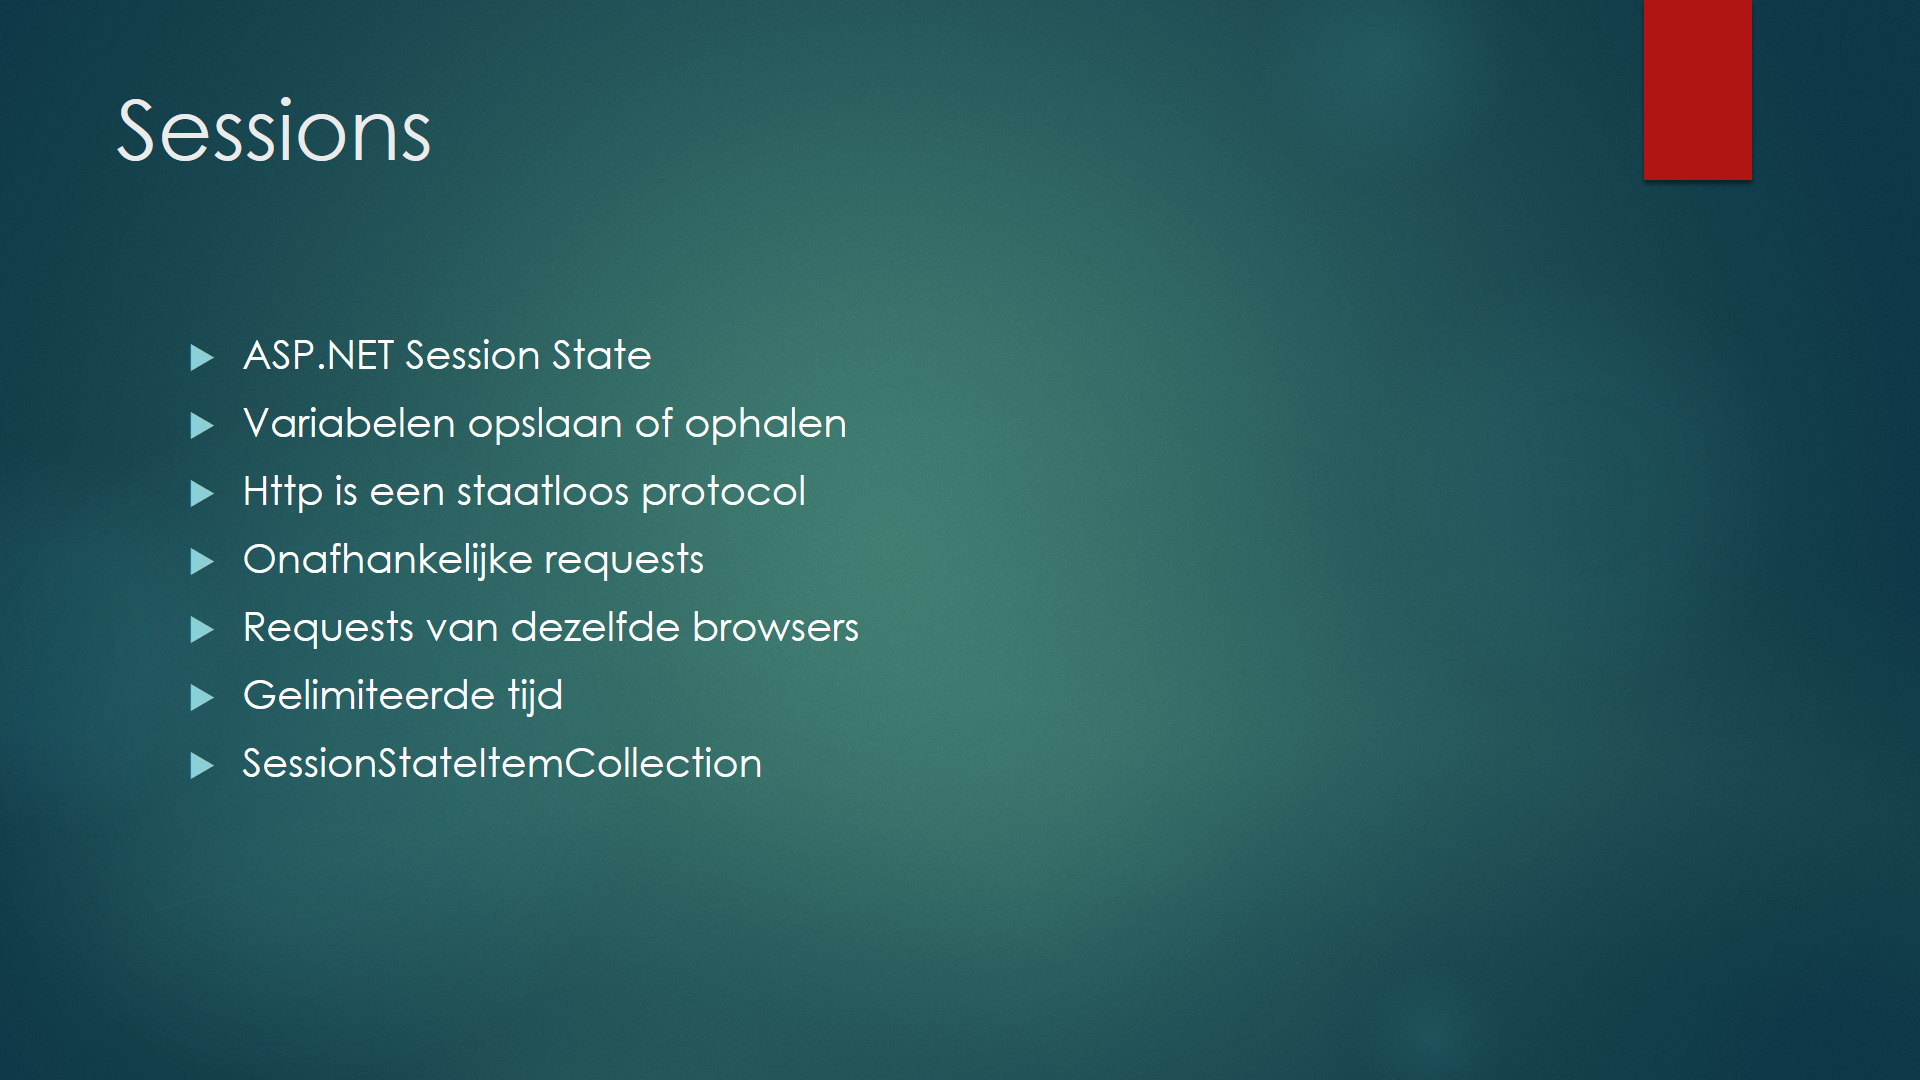 Sessions
ASP.NET Session State
Variabelen opslaan of ophalen
Http is een staatloos protocol
Onafhankelijke requests
Requests van dezelfde browsers
Gelimiteerde tijd
SessionStateItemCollection